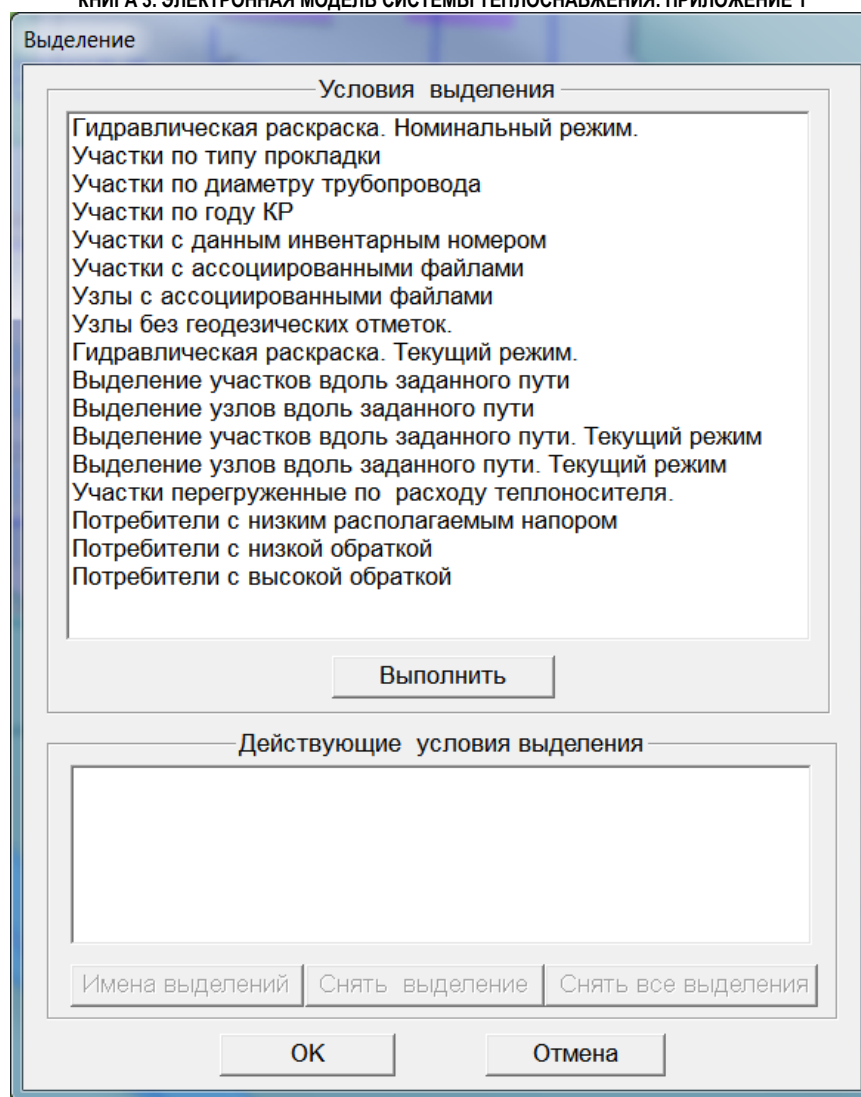 КНИГА 3. ЭЛЕКТРОННАЯ МОДЕЛЬ СИСТЕМЫ ТЕПЛОСНАБЖЕНИЯ. ПРИЛОЖЕНИЕ 1
Выделение
Условия выделения
Гидравлическая раскраска. Номинальный режим.
Участки по типу прокладки
Участки по диаметру трубопровода
Участки по году КР
Участки с данным инвентарным номером
Участки с ассоциированными файлами
Узлы с ассоциированными файлами
Узлы без геодезических отметок.
Гидравлическая раскраска. Текущий режим.
Выделение участков вдоль заданного пути
Выделение узлов вдоль заданного пути
Выделение участков вдоль заданного пути. Текущий режим
Выделение узлов вдоль заданного пути. Текущий режим
Участки перегруженные по расходу теплоносителя.
Потребители с низким располагаемым напором
Потребители с низкой обраткой
Потребители с высокой обраткой
Выполнить
Действующие условия выделения
Имена выделений Снять выделение Снять все выделения
ОК Отмена